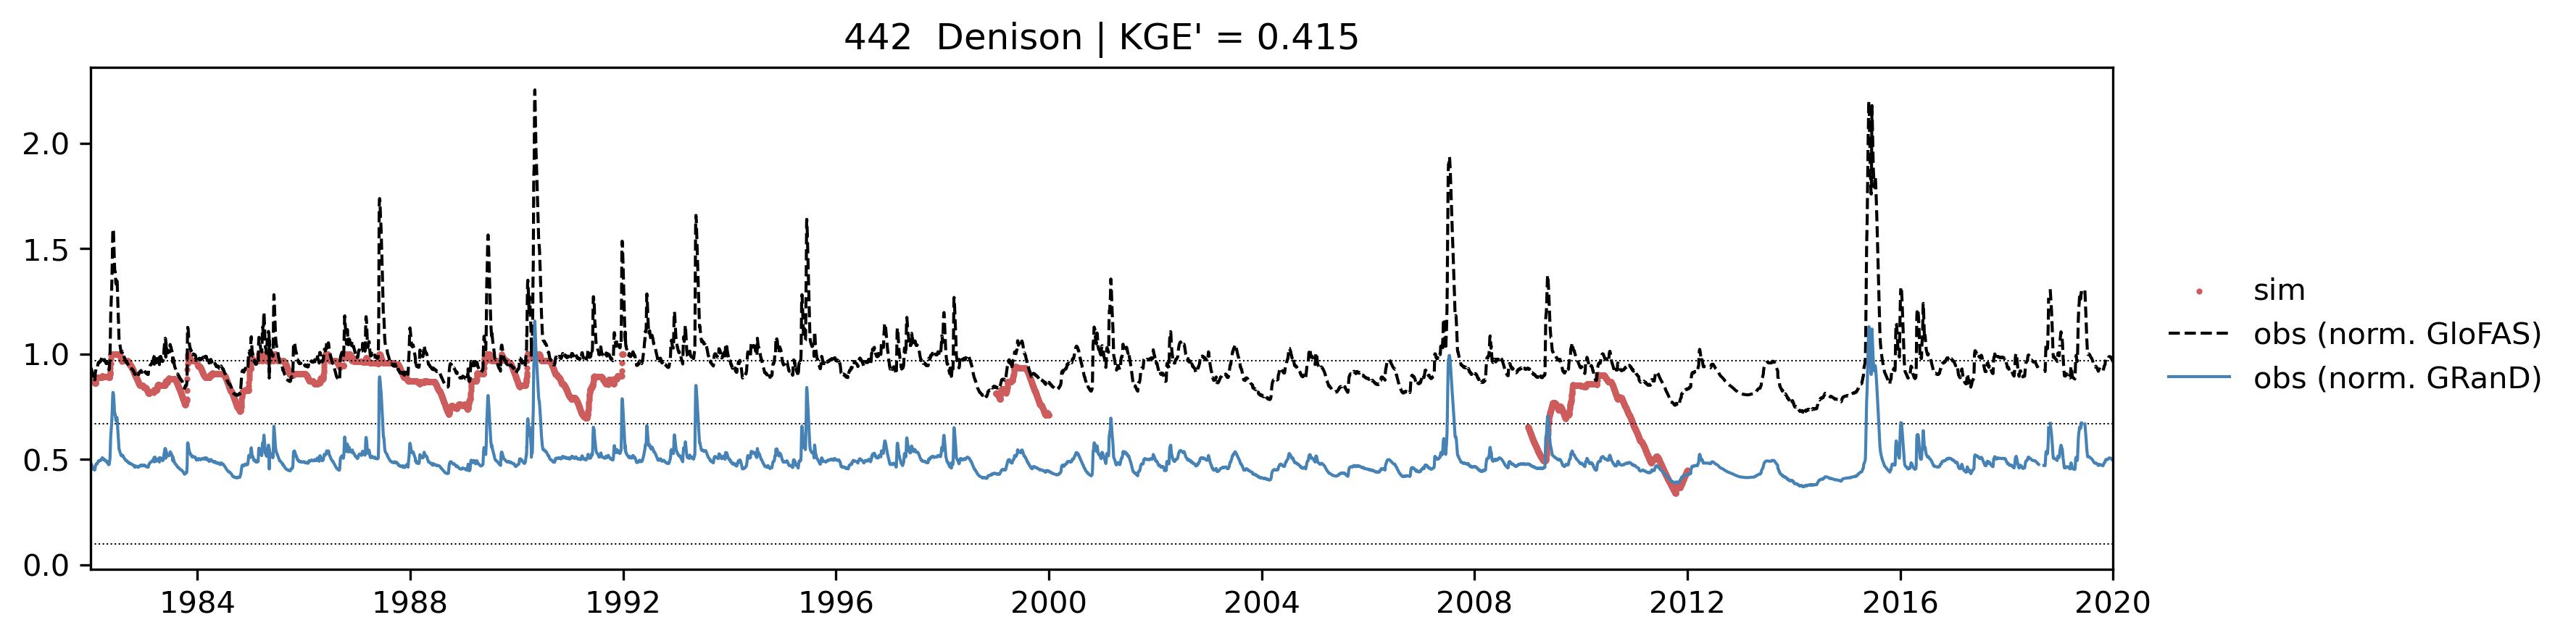 442  Denison | KGE' = 0.415
2.0
1.5
1.0
0.5
0.0
1984 1988 1992 1996 2000 2004 2008 2012 2016 2020
sim
obs (norm. GloFAS)
obs (norm. GRanD)